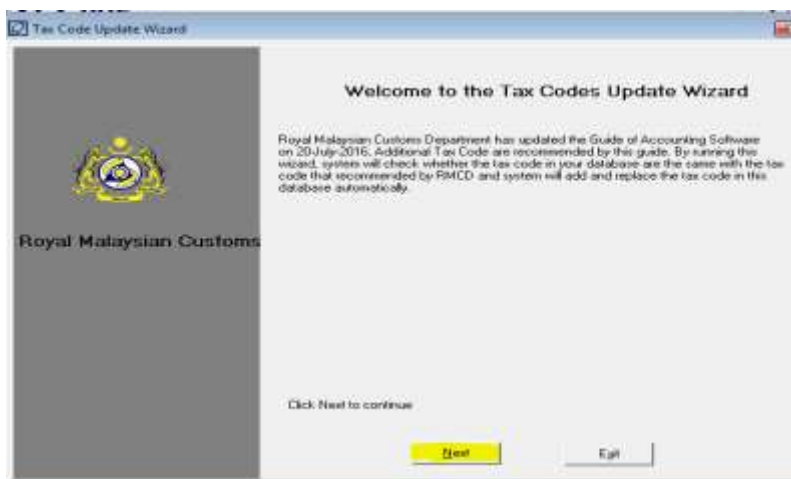 Tax Code Update Wizard
Welcome to the Tax Codes Update Wizard
Royal Malaysian Customs Department has updated the Guide of Accounting Software
on 20-July-2016. Additional Tax Code are recommended by this guide. By running this
wizard, system will check whether the tax code in your database are the same with the tax
code that recommended by RMCD and system will add and replace the tax code in this
database automatically.
Royal Malaysian Customs
Click Next to continue
Next
Exit